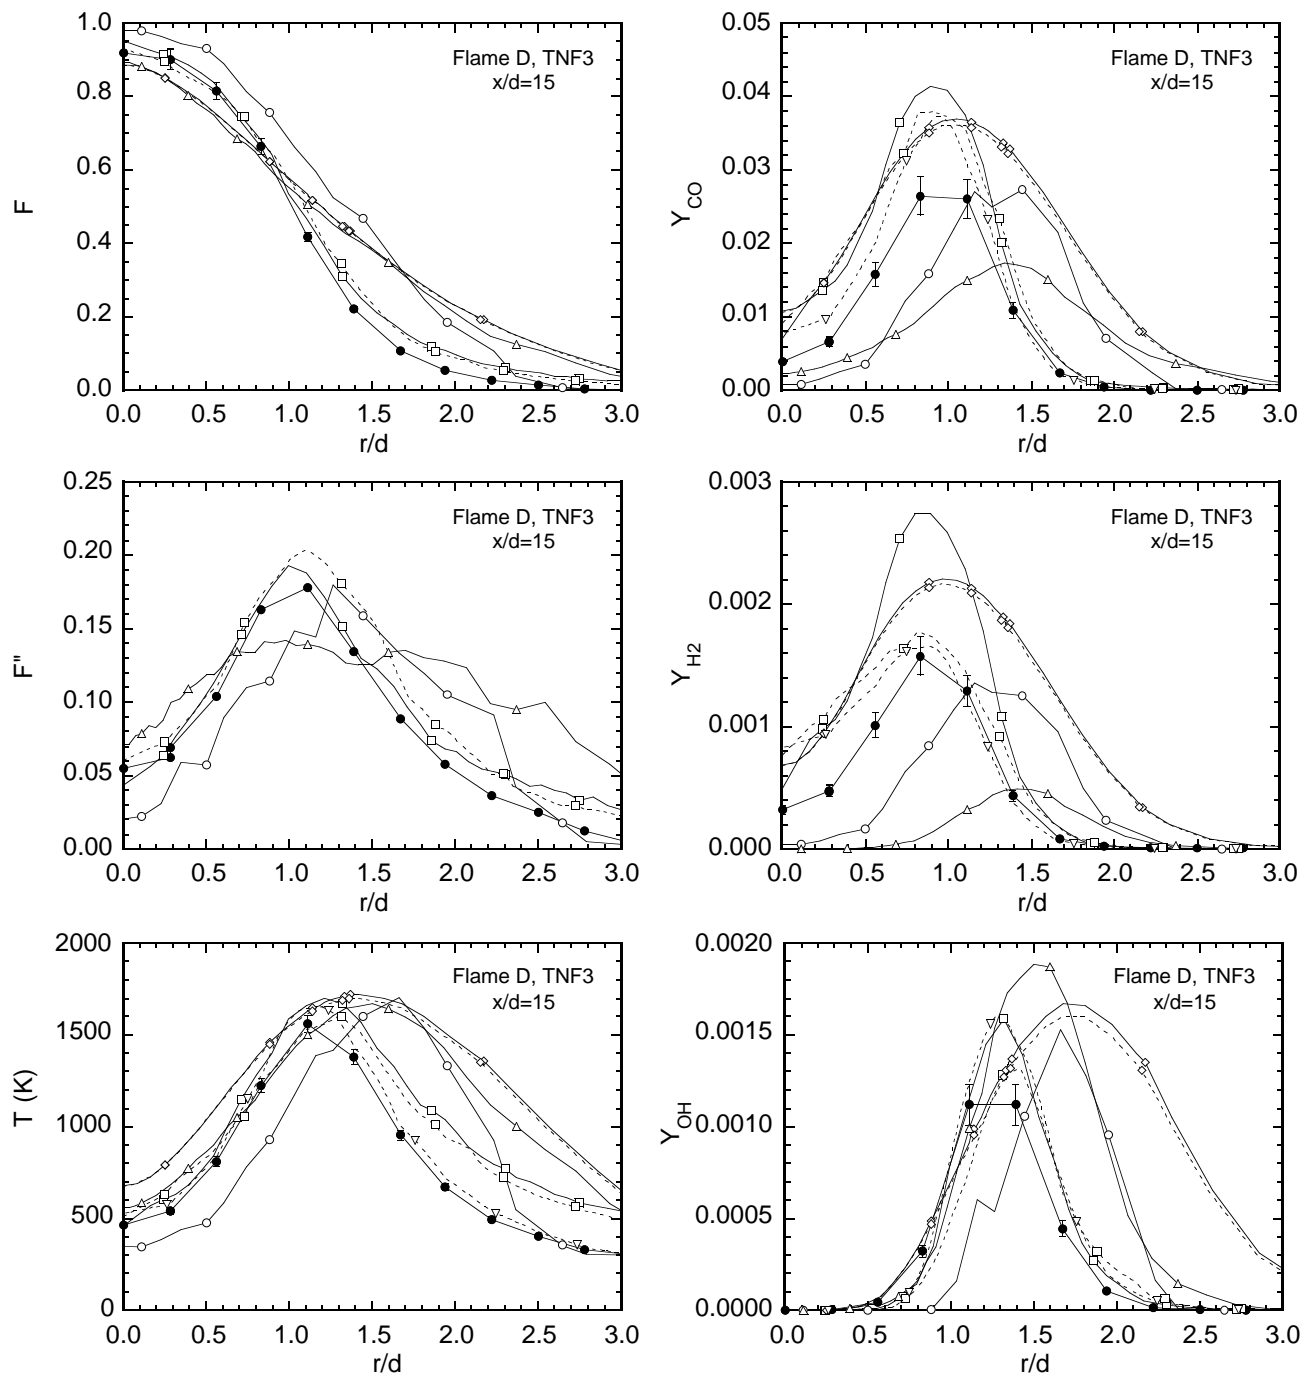 1.0
0.8
0.6
0.4
0.2
0.0
F
Flame D, TNF3
x/d=15
0.0 0.5 1.0 1.5 2.0 2.5 3.0
r/d
0.05
0.04
0.03
0.02
0.01
0.00
Y_CO
Flame D, TNF3
x/d=15
0.0 0.5 1.0 1.5 2.0 2.5 3.0
r/d
0.25
0.20
0.15
0.10
0.05
0.00
F"
Flame D, TNF3
x/d=15
0.0 0.5 1.0 1.5 2.0 2.5 3.0
r/d
0.003
0.002
0.001
0.000
Y_H2
Flame D, TNF3
x/d=15
0.0 0.5 1.0 1.5 2.0 2.5 3.0
r/d
2000
1500
1000
500
0
T (K)
Flame D, TNF3
x/d=15
0.0 0.5 1.0 1.5 2.0 2.5 3.0
r/d
0.0020
0.0015
0.0010
0.0005
0.0000
Y_OH
Flame D, TNF3
x/d=15
0.0 0.5 1.0 1.5 2.0 2.5 3.0
r/d